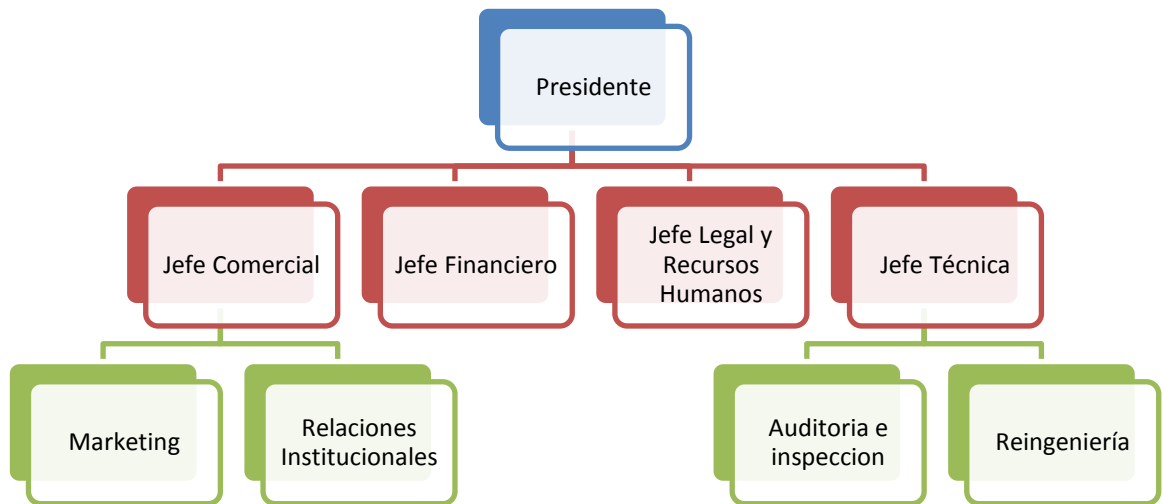 Presidente
Jefe Comercial
Jefe Financiero
Jefe Legal y
Recursos
Humanos
Jefe Técnica
Marketing
Relaciones
Institucionales
Auditoria e
inspeccion
Reingeniería